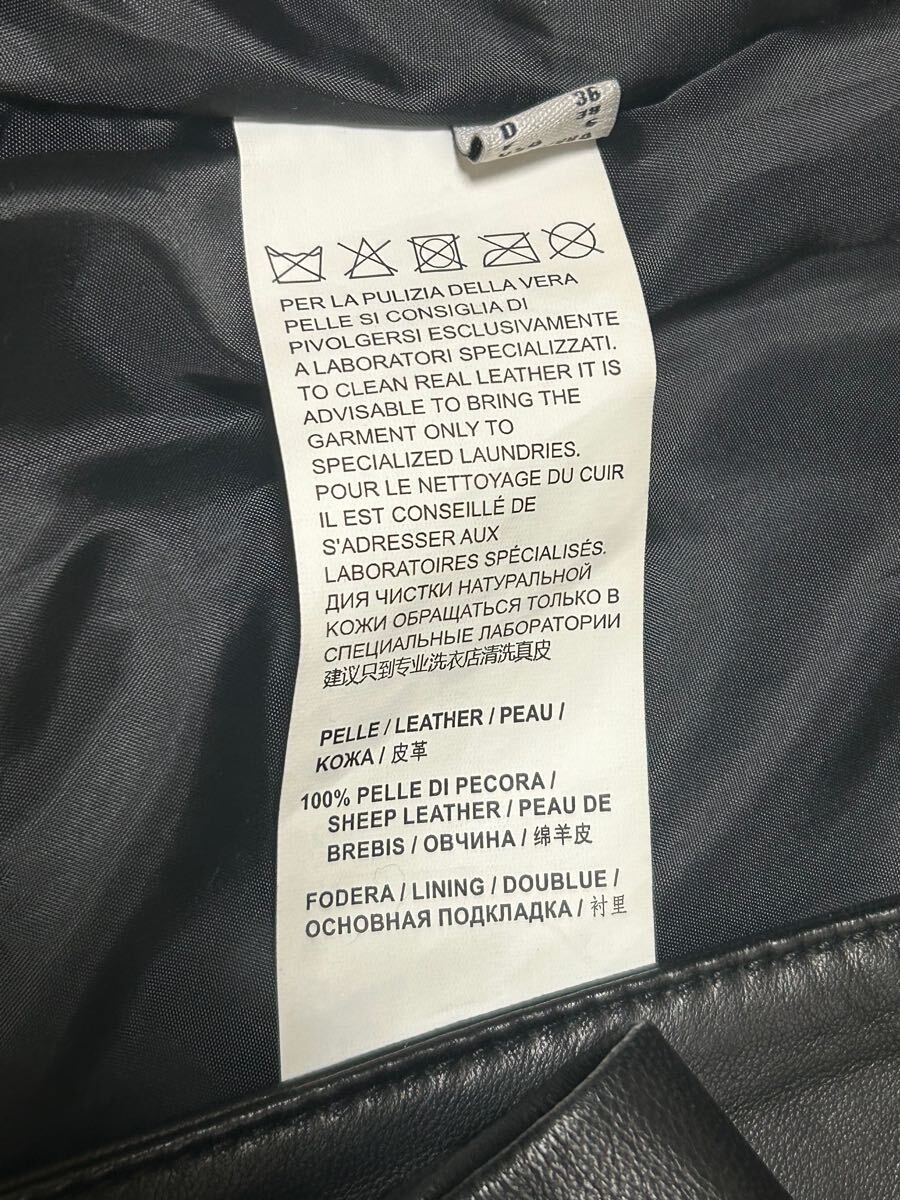 D 36
PER LA PULIZIA DELLA VERA
PELLE SI CONSIGLIA DI
PIVOLGERSI ESCLUSIVAMENTE
A LABORATORI SPECIALIZZATI.
TO CLEAN REAL LEATHER IT IS
ADVISABLE TO BRING THE
GARMENT ONLY TO
SPECIALIZED LAUNDRIES.
POUR LE NETTOYAGE DU CUIR
IL EST CONSEILLÉ DE
S'ADRESSER AUX
LABORATOIRES SPÉCIALISÉS.
ДИЯ ЧИСТКИ НАТУРАЛЬНОЙ
КОЖИ ОБРАЩАТЬСЯ ТОЛЬКО В
СПЕЦИАЛЬНЫЕ ЛАБОРАТОРИИ
建议只到专业洗衣店清洗真皮
PELLE / LEATHER / PEAU /
КОЖА / 皮革
100% PELLE DI PECORA /
SHEEP LEATHER / PEAU DE
BREBIS / ОВЧИНА / 绵羊皮
FODERA / LINING / DOUBLUE /
ОСНОВНАЯ ПОДКЛАДКА / 衬里